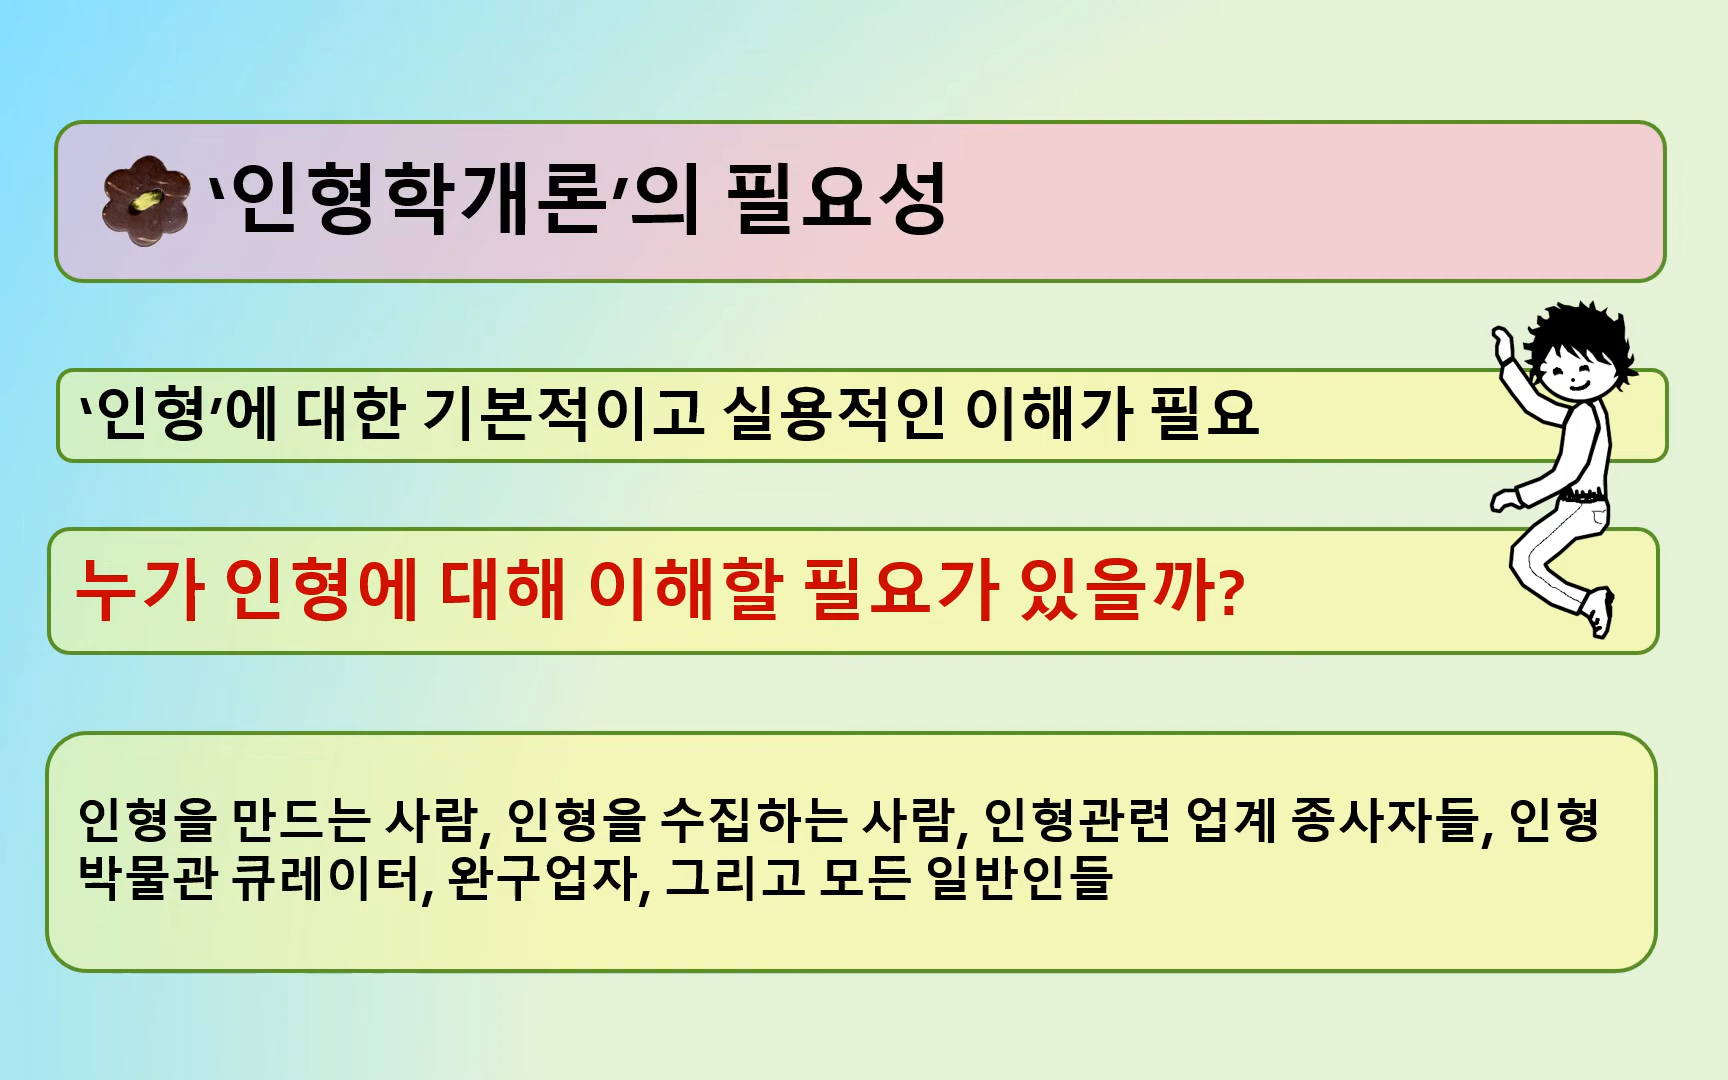 ‘인형학개론’의 필요성
‘인형’에 대한 기본적이고 실용적인 이해가 필요
누가 인형에 대해 이해할 필요가 있을까?
인형을 만드는 사람, 인형을 수집하는 사람, 인형관련 업계 종사자들, 인형
박물관 큐레이터, 완구업자, 그리고 모든 일반인들